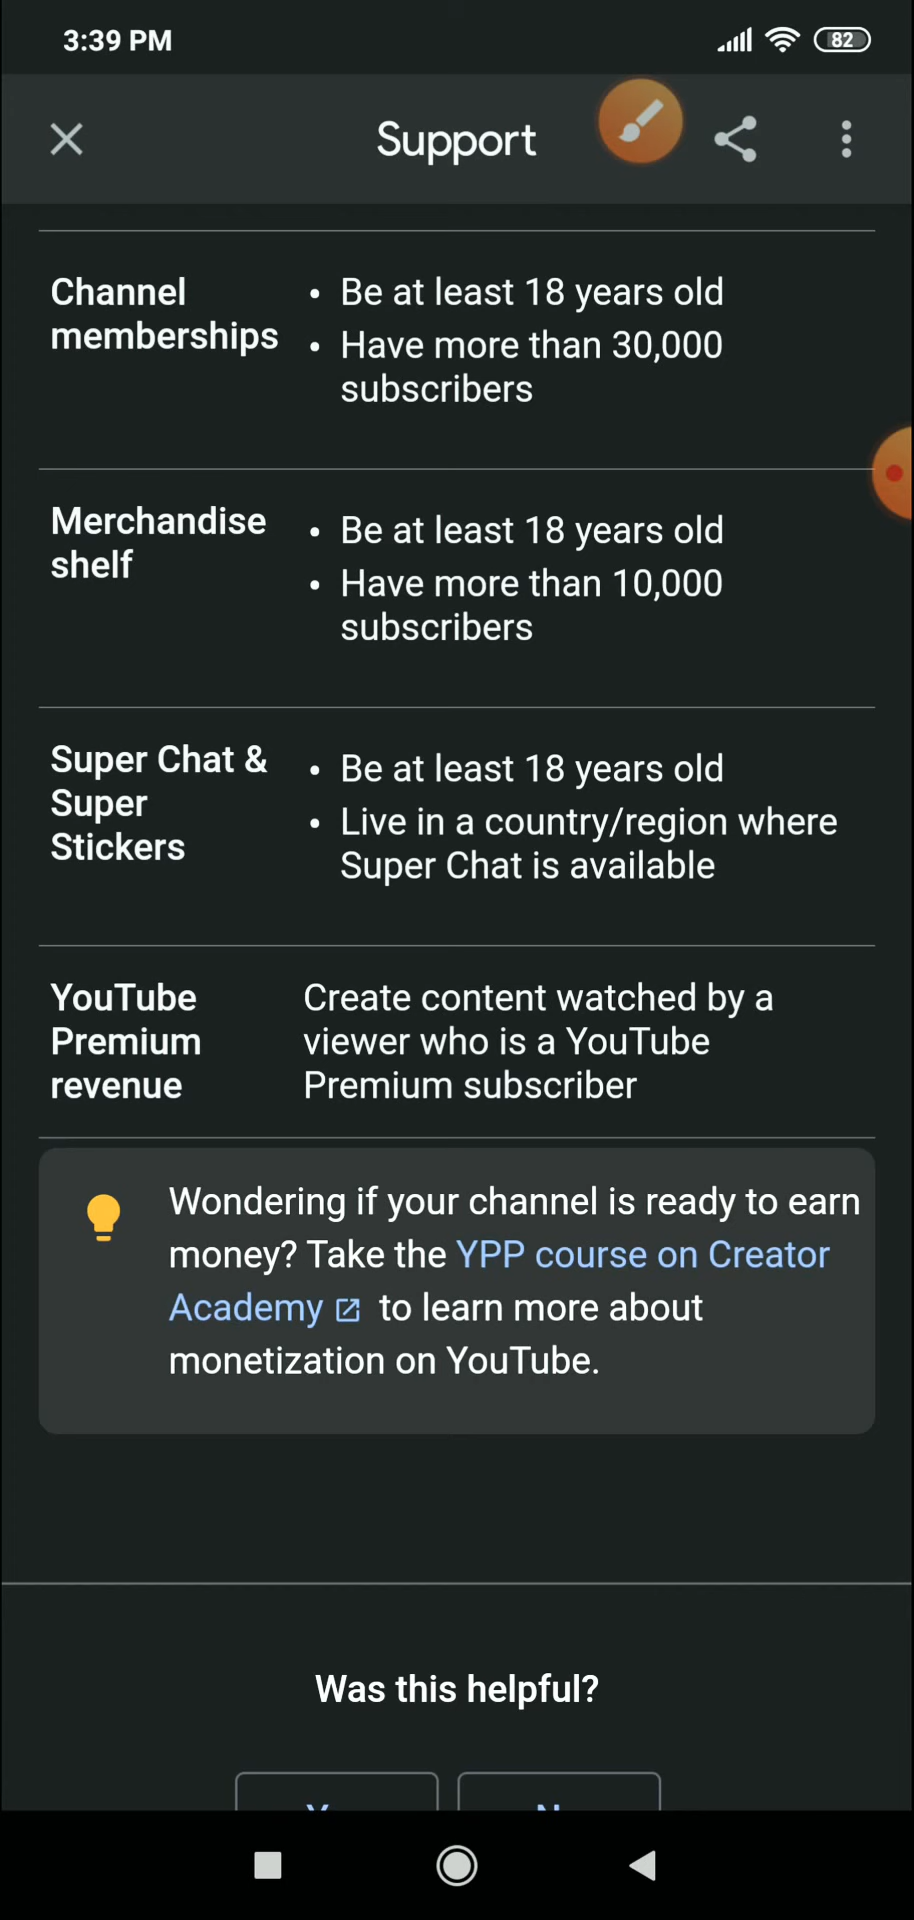 3:39 PM
82
Support
Channel
memberships
• Be at least 18 years old
• Have more than 30,000
subscribers
Merchandise
shelf
• Be at least 18 years old
• Have more than 10,000
subscribers
Super Chat &
Super
Stickers
• Be at least 18 years old
• Live in a country/region where
Super Chat is available
YouTube
Premium
revenue
Create content watched by a
viewer who is a YouTube
Premium subscriber
Wondering if your channel is ready to earn
money? Take the YPP course on Creator
Academy to learn more about
monetization on YouTube.
Was this helpful?